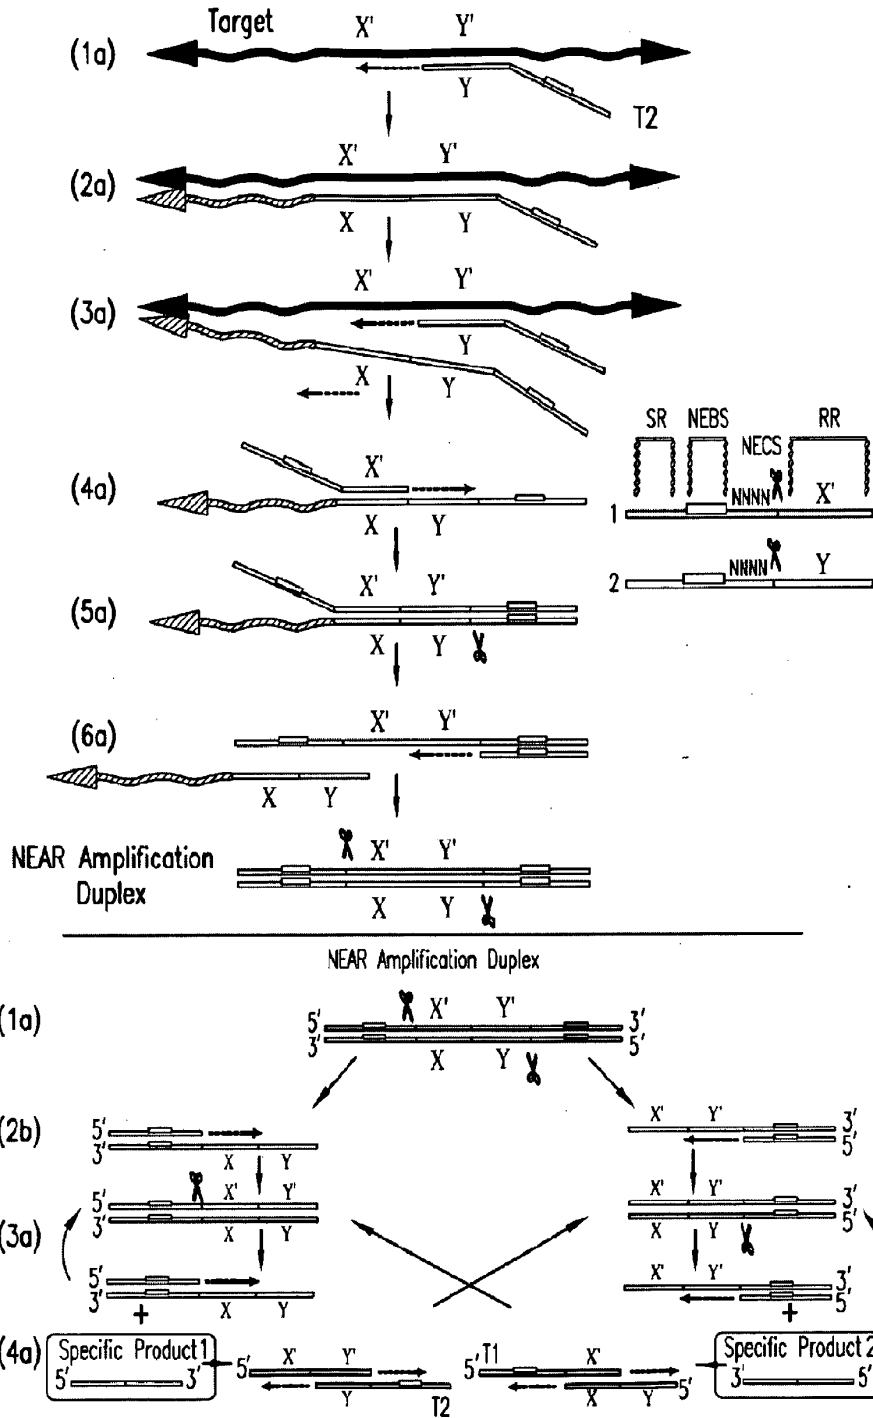 Target X' Y'
(1a)
Y
T2
X' Y'
(2a)
X Y
X' Y'
(3a)
Y
X Y
SR NEBS NECS RR
(4a)
X'
X Y
1 NNNN X'
2 NNNN Y
(5a)
X' Y'
X Y
(6a)
X' Y'
X Y
NEAR Amplification
Duplex
X' Y'
X Y
NEAR Amplification Duplex
(1a)
5' X' Y' 3'
3' X Y 5'
(2b)
5'
3' X Y
X' Y' 3'
5'
(3a)
5' X' Y'
3' X Y
X' Y' 3'
X Y 5'
5'
3' X Y
+
X' Y' 3'
5'
+
(4a)
Specific Product 1
5' 3'
5' X' Y'
Y T2
5' T1 X'
X Y 5'
Specific Product 2
3' 5'